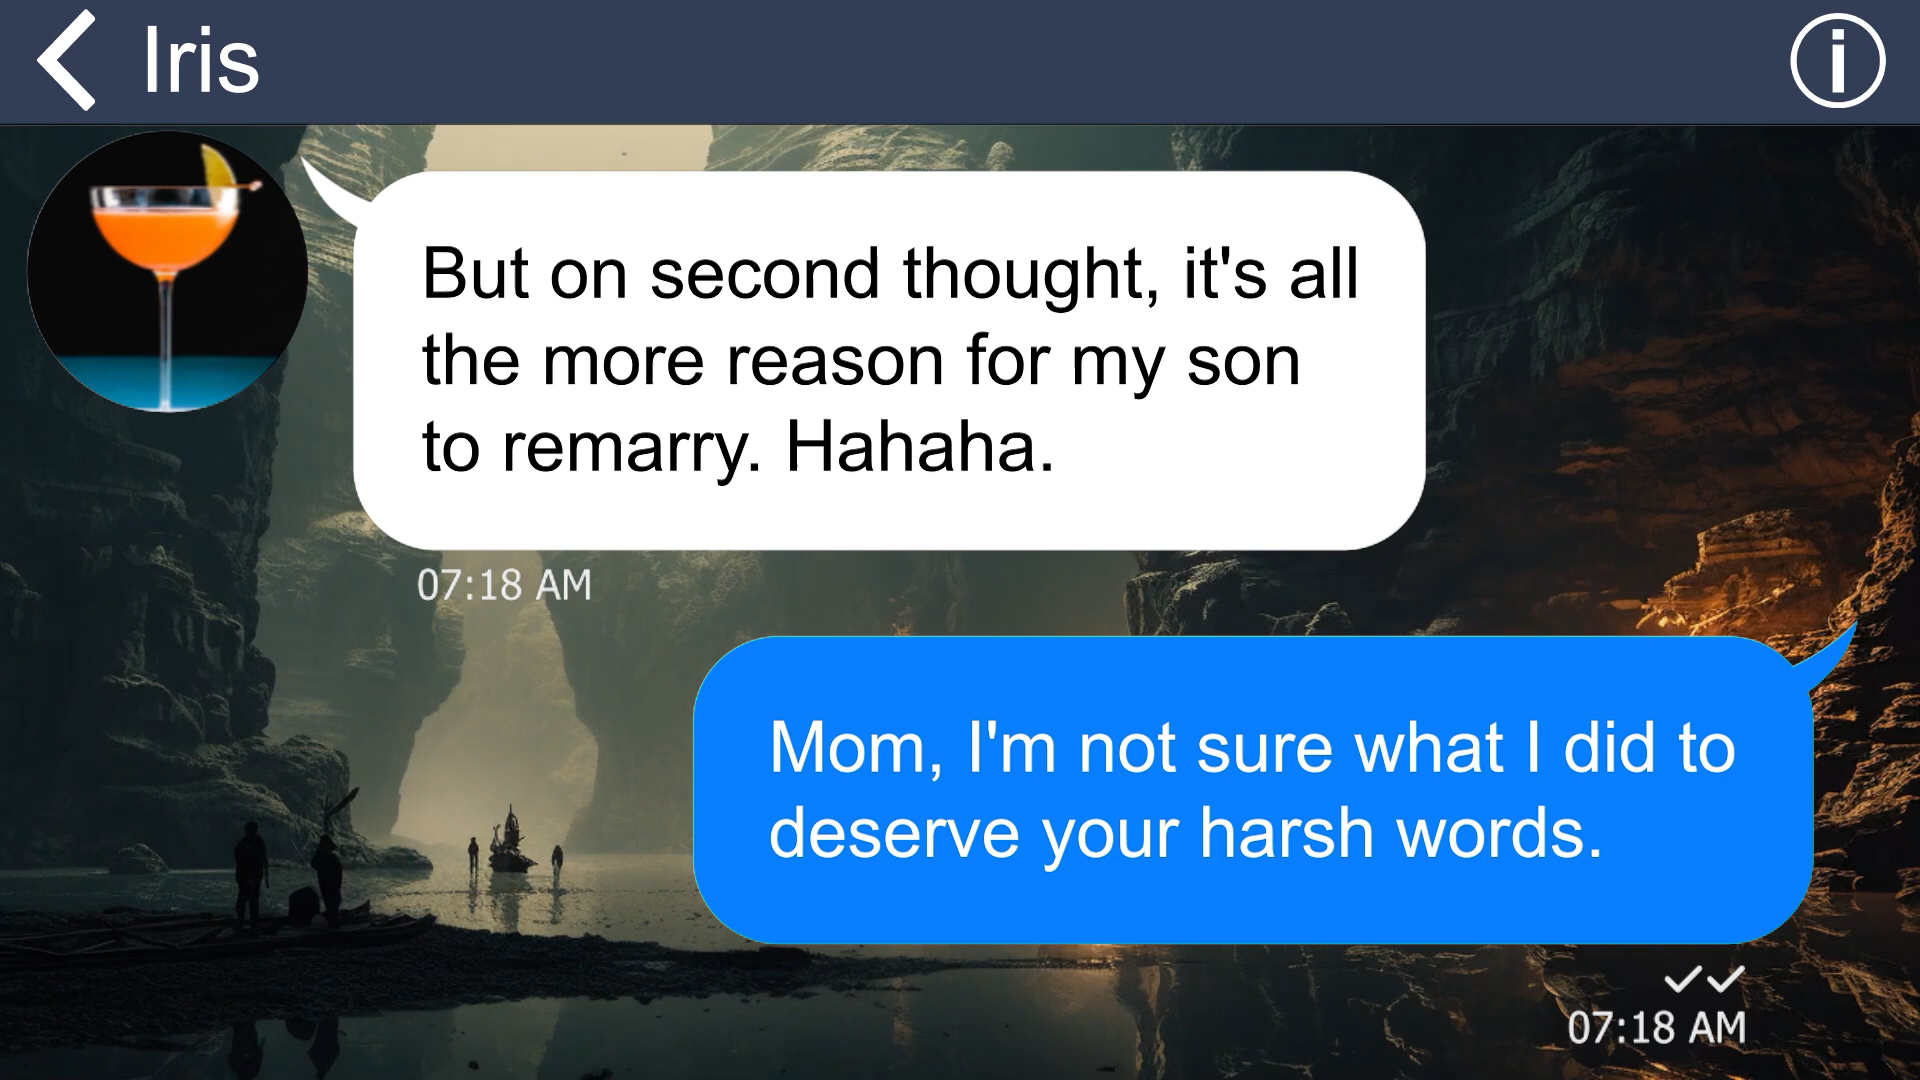 Iris
But on second thought, it's all
the more reason for my son
to remarry. Hahaha.
07:18 AM
Mom, I'm not sure what I did to
deserve your harsh words.
07:18 AM